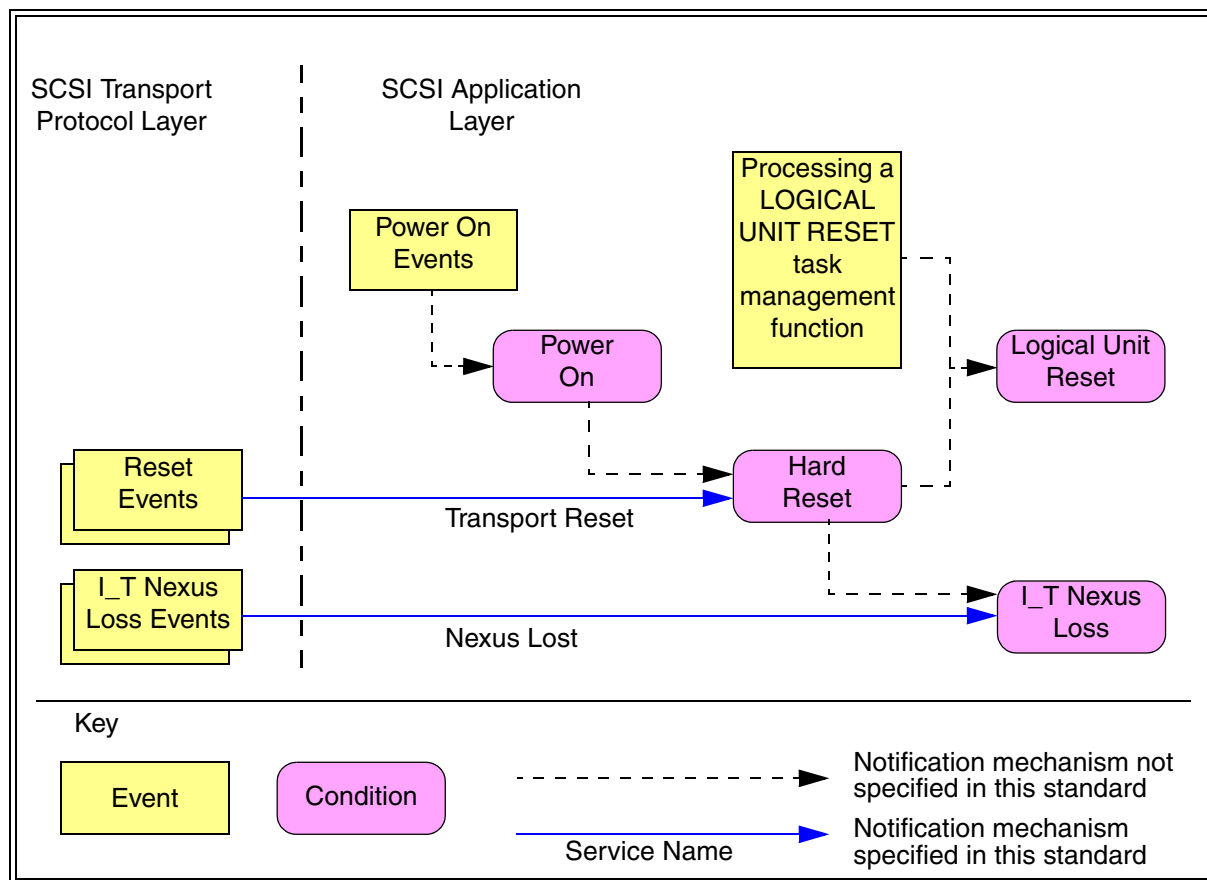 SCSI Transport
Protocol Layer
SCSI Application
Layer
Processing a
LOGICAL
UNIT RESET
task
management
function
Power On
Events
Power
On
Logical Unit
Reset
Reset
Events
Hard
Reset
Transport Reset
I_T Nexus
Loss Events
I_T Nexus
Loss
Nexus Lost
Key
Event
Condition
Notification mechanism not
specified in this standard
Service Name
Notification mechanism
specified in this standard